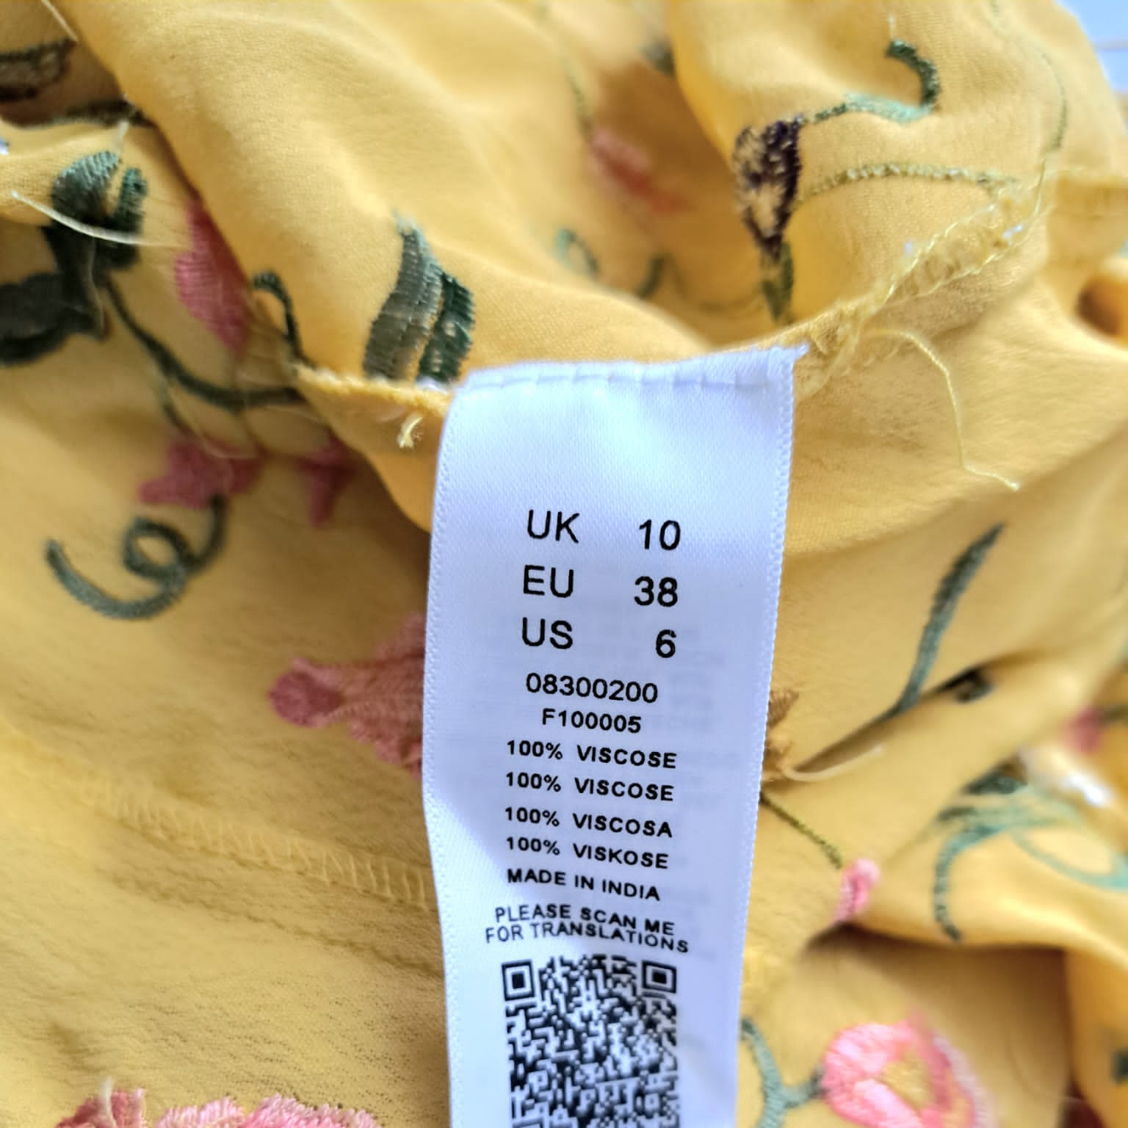 UK 10
EU 38
US 6
08300200
F100005
100% VISCOSE
100% VISCOSE
100% VISCOSA
100% VISKOSE
MADE IN INDIA
PLEASE SCAN ME
FOR TRANSLATIONS